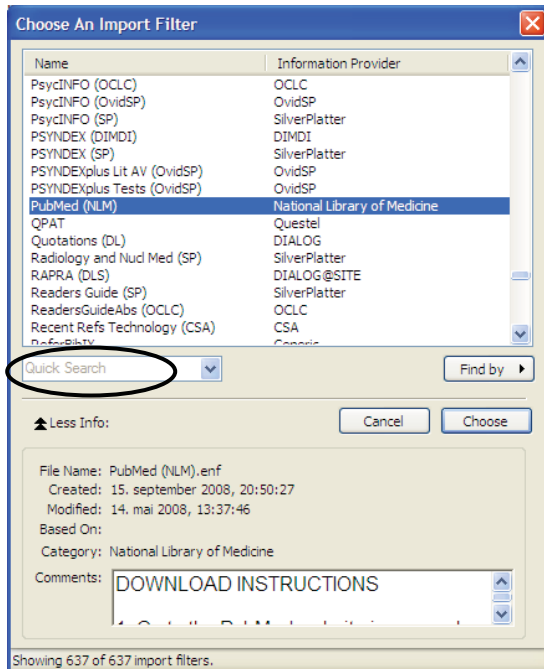 Choose An Import Filter
Name Information Provider
PsycINFO (OCLC) OCLC
PsycINFO (OvidSP) OvidSP
PsycINFO (SP) SilverPlatter
PSYNDEX (DIMDI) DIMDI
PSYNDEX (SP) SilverPlatter
PSYNDEXplus Lit AV (OvidSP) OvidSP
PSYNDEXplus Tests (OvidSP) OvidSP
PubMed (NLM) National Library of Medicine
QPAT Questel
Quotations (DL) DIALOG
Radiology and Nucl Med (SP) SilverPlatter
RAPRA (DLS) DIALOG@SITE
Readers Guide (SP) SilverPlatter
ReadersGuideAbs (OCLC) OCLC
Recent Refs Technology (CSA) CSA
ReferBibIX Generic
Quick Search Find by
Less Info: Cancel Choose
File Name: PubMed (NLM).enf
Created: 15. september 2008, 20:50:27
Modified: 14. mai 2008, 13:37:46
Based On:
Category: National Library of Medicine
Comments: DOWNLOAD INSTRUCTIONS
Showing 637 of 637 import filters.